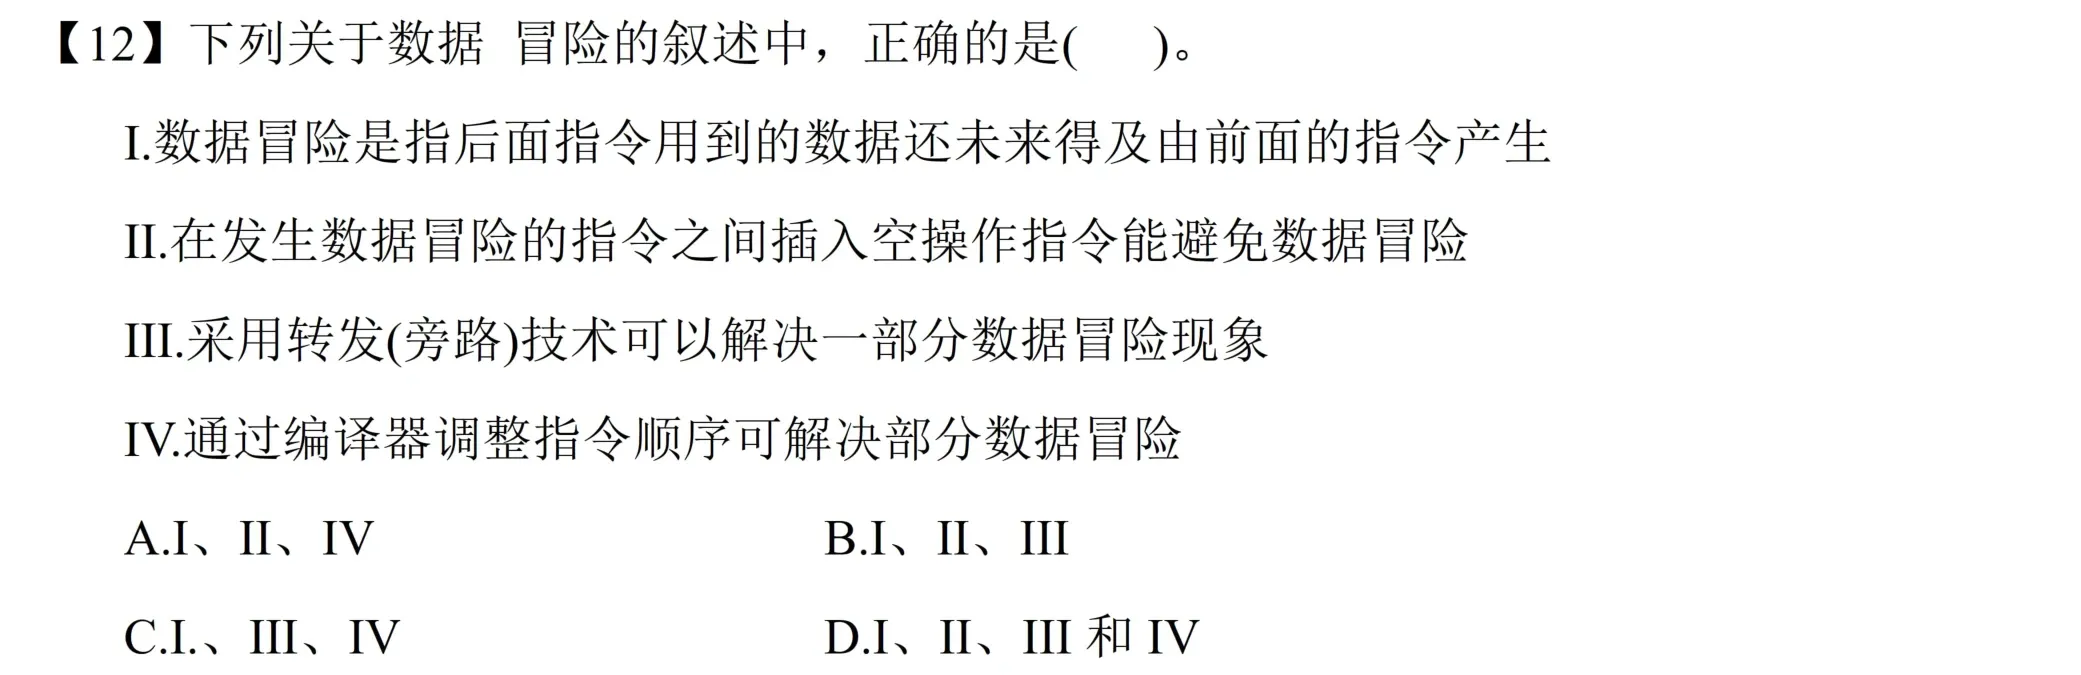 【12】下列关于数据 冒险的叙述中，正确的是(  )。
I.数据冒险是指后面指令用到的数据还未来得及由前面的指令产生
II.在发生数据冒险的指令之间插入空操作指令能避免数据冒险
III.采用转发(旁路)技术可以解决一部分数据冒险现象
IV.通过编译器调整指令顺序可解决部分数据冒险
A.I、II、IV B.I、II、III
C.I.、III、IV D.I、II、III 和 IV